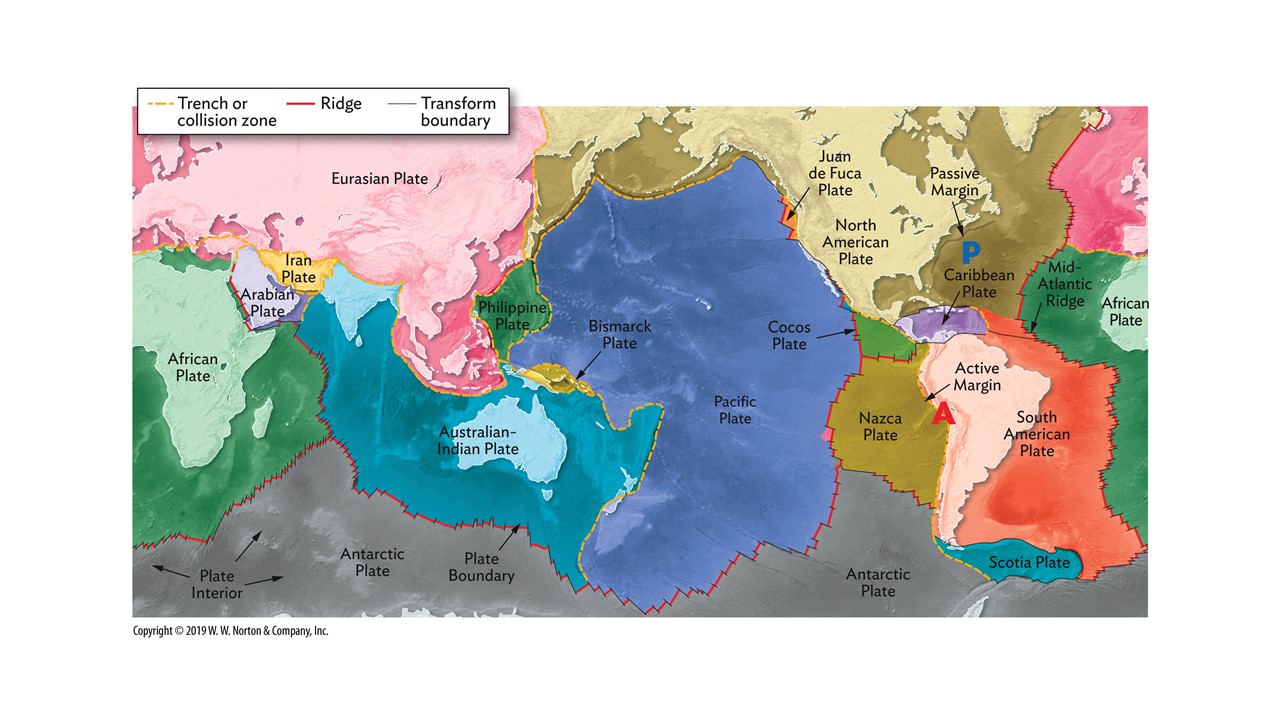 Trench or
collision zone
Ridge
Transform
boundary
Eurasian Plate
Juan
de Fuca
Plate
Passive
Margin
North
American
Plate
P
Caribbean
Plate
Mid-
Atlantic
Ridge
African
Plate
Iran
Plate
Arabian
Plate
Philippine
Plate
Bismarck
Plate
Cocos
Plate
African
Plate
Active
Margin
A
Pacific
Plate
Nazca
Plate
South
American
Plate
Australian-
Indian Plate
Antarctic
Plate
Plate
Boundary
Plate
Interior
Antarctic
Plate
Scotia Plate
Copyright © 2019 W. W. Norton & Company, Inc.